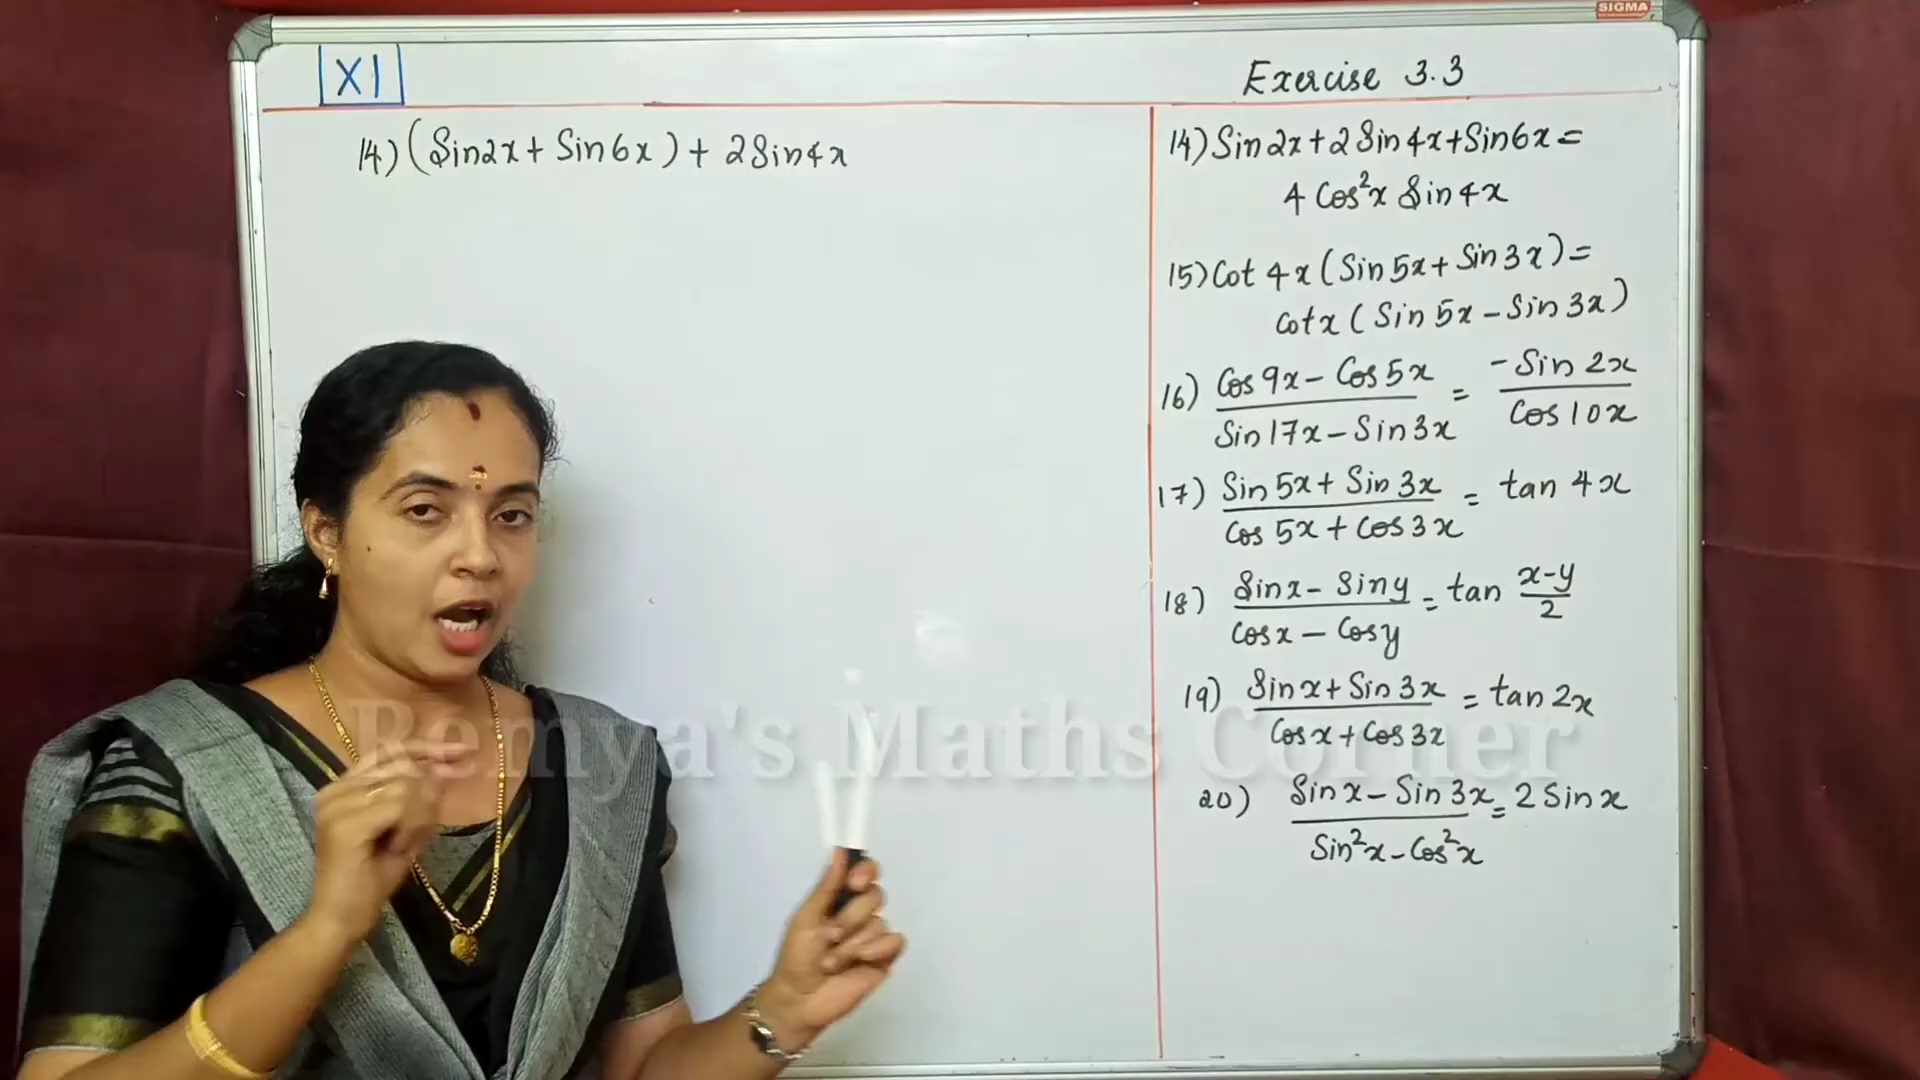 SIGMA
XI
Exercise 3.3
14) (Sin2x + Sin6x) + 2Sin4x
14) Sin2x + 2Sin4x + Sin6x =
4 Cos²x Sin4x
15) Cot 4x (Sin5x + Sin3x) =
Cotx (Sin5x - Sin3x)
16) Cos9x - Cos5x / Sin17x - Sin3x = -Sin2x / Cos10x
17) Sin5x + Sin3x / Cos5x + Cos3x = tan 4x
18) Sinx - Siny / Cosx - Cosy = tan x-y / 2
19) Sinx + Sin3x / Cosx + Cos3x = tan 2x
20) Sinx - Sin3x / Sin²x - Cos²x = 2 Sinx
Remya's Maths Corner